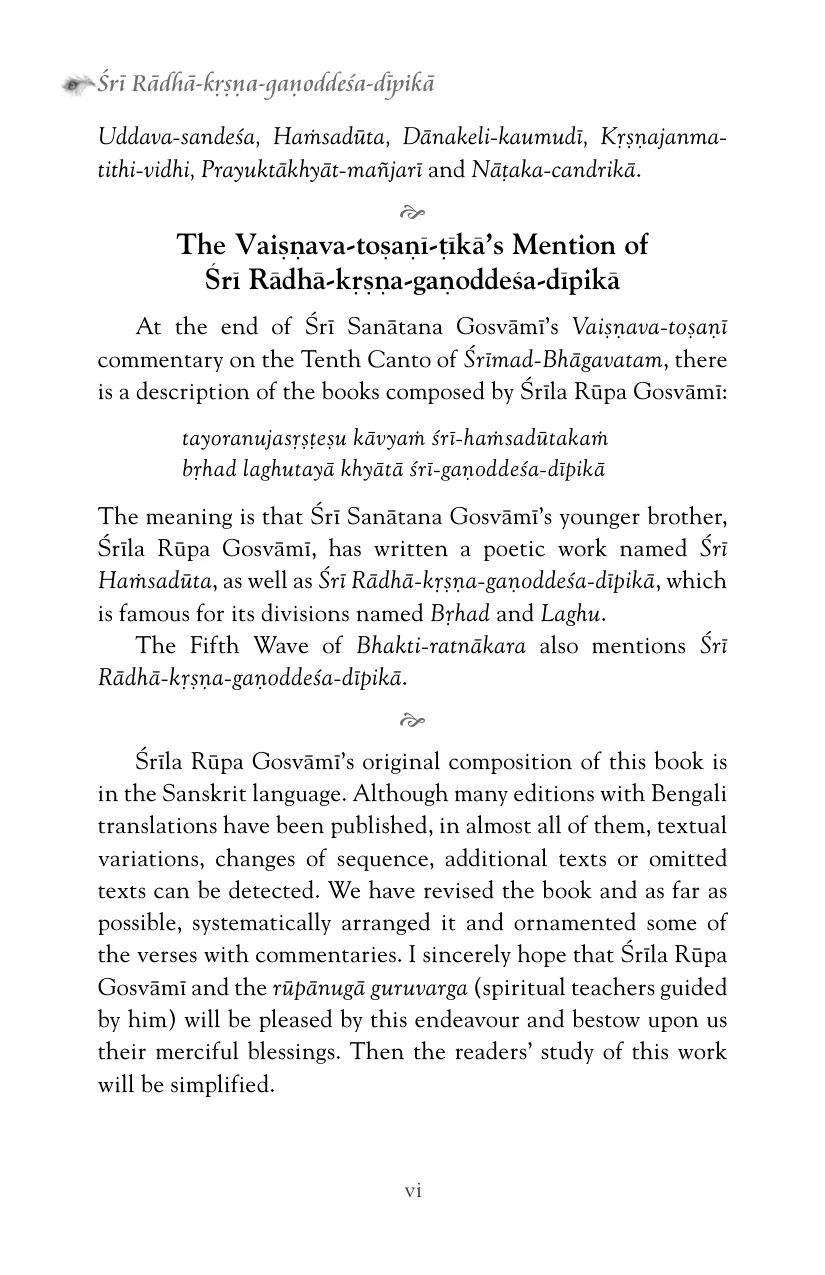 Śrī Rādhā-kṛṣṇa-gaṇoddeśa-dīpikā
Uddava-sandeśa, Haṁsadūta, Dānakeli-kaumudī, Kṛṣṇajanma-
tithi-vidhi, Prayuktākhyāt-mañjarī and Nāṭaka-candrikā.
The Vaiṣṇava-toṣaṇī-ṭīkā’s Mention of
Śrī Rādhā-kṛṣṇa-gaṇoddeśa-dīpikā
At the end of Śrī Sanātana Gosvāmī’s Vaiṣṇava-toṣaṇī
commentary on the Tenth Canto of Śrīmad-Bhāgavatam, there
is a description of the books composed by Śrīla Rūpa Gosvāmī:
tayoranujasṛṣṭeṣu kāvyaṁ śrī-haṁsadūtakaṁ
bṛhad laghutayā khyātā śrī-gaṇoddeśa-dīpikā
The meaning is that Śrī Sanātana Gosvāmī’s younger brother,
Śrīla Rūpa Gosvāmī, has written a poetic work named Śrī
Haṁsadūta, as well as Śrī Rādhā-kṛṣṇa-gaṇoddeśa-dīpikā, which
is famous for its divisions named Bṛhad and Laghu.
The Fifth Wave of Bhakti-ratnākara also mentions Śrī
Rādhā-kṛṣṇa-gaṇoddeśa-dīpikā.
Śrīla Rūpa Gosvāmī’s original composition of this book is
in the Sanskrit language. Although many editions with Bengali
translations have been published, in almost all of them, textual
variations, changes of sequence, additional texts or omitted
texts can be detected. We have revised the book and as far as
possible, systematically arranged it and ornamented some of
the verses with commentaries. I sincerely hope that Śrīla Rūpa
Gosvāmī and the rūpānugā guruvarga (spiritual teachers guided
by him) will be pleased by this endeavour and bestow upon us
their merciful blessings. Then the readers’ study of this work
will be simplified.
vi